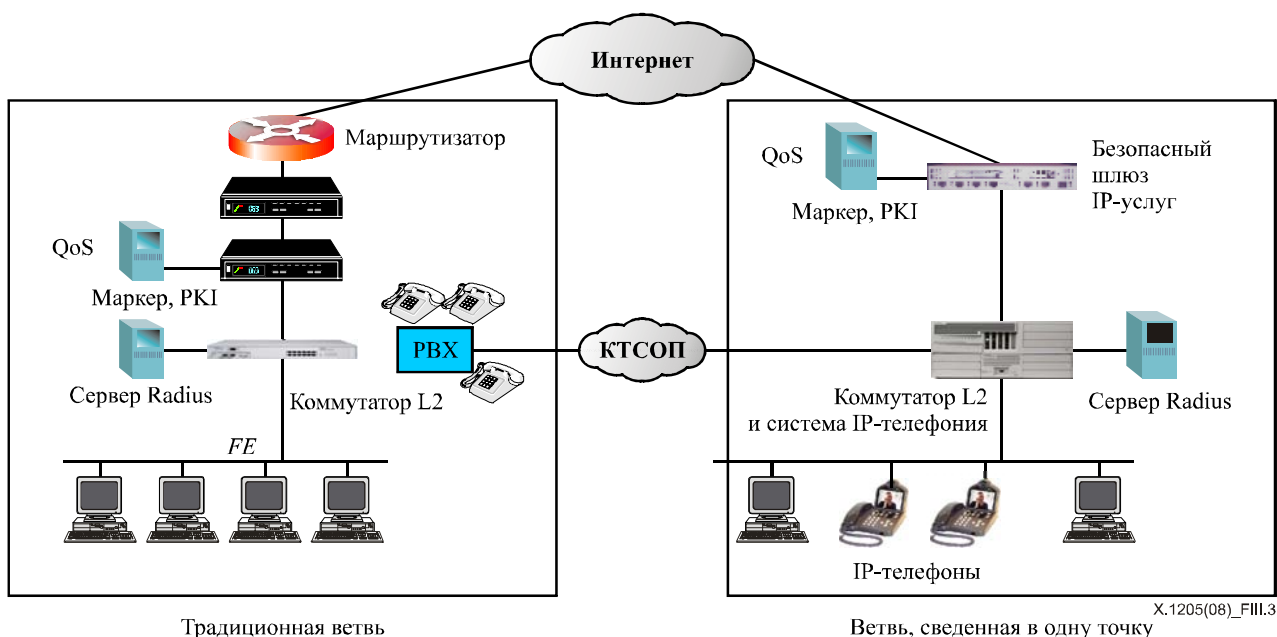 Интернет
Маршрутизатор
QoS
Маркер, PKI
Сервер Radius
Коммутатор L2
PBX
FE
Традиционная ветвь
КТСОП
QoS
Маркер, PKI
Безопасный
шлюз
IP-услуг
Коммутатор L2
и система IP-телефония
Сервер Radius
IP-телефоны
X.1205(08)_FIII.3
Ветвь, сведенная в одну точку